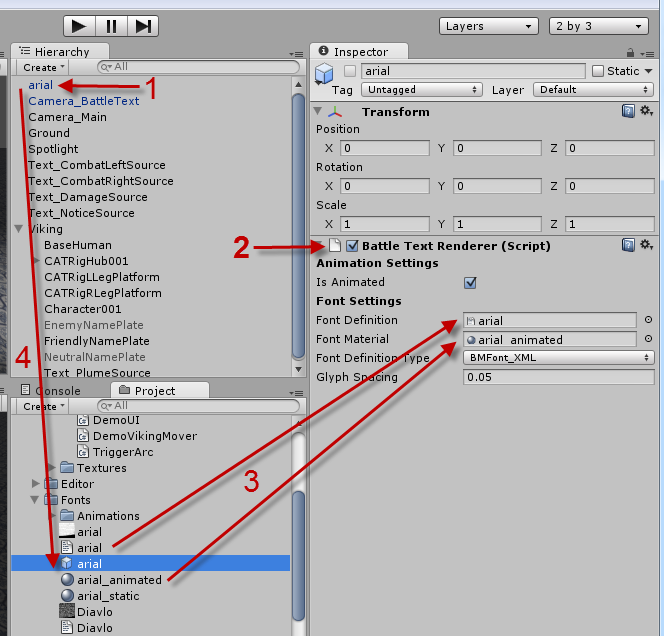 Layers
2 by 3
Hierarchy
Create
All
arial
1
Camera_BattleText
Camera_Main
Ground
Spotlight
Text_CombatLeftSource
Text_CombatRightSource
Text_DamageSource
Text_NoticeSource
Viking
BaseHuman
CATRigHub001
CATRigLLegPlatform
CATRigRLegPlatform
Character001
EnemyNamePlate
FriendlyNamePlate
NeutralNamePlate
Text_PlumeSource
4
Console
Project
Create
All
DemoUI
DemoVikingMover
TriggerArc
Textures
Editor
Fonts
Animations
arial
arial
arial
arial_animated
arial_static
Diavlo
Diavlo
3
Inspector
arial
Static
Tag
Untagged
Layer
Default
Transform
Position
X 0 Y 0 Z 0
Rotation
X 0 Y 0 Z 0
Scale
X 1 Y 1 Z 1
2
Battle Text Renderer (Script)
Animation Settings
Is Animated
Font Settings
Font Definition arial
Font Material arial_animated
Font Definition Type BMFont_XML
Glyph Spacing 0.05